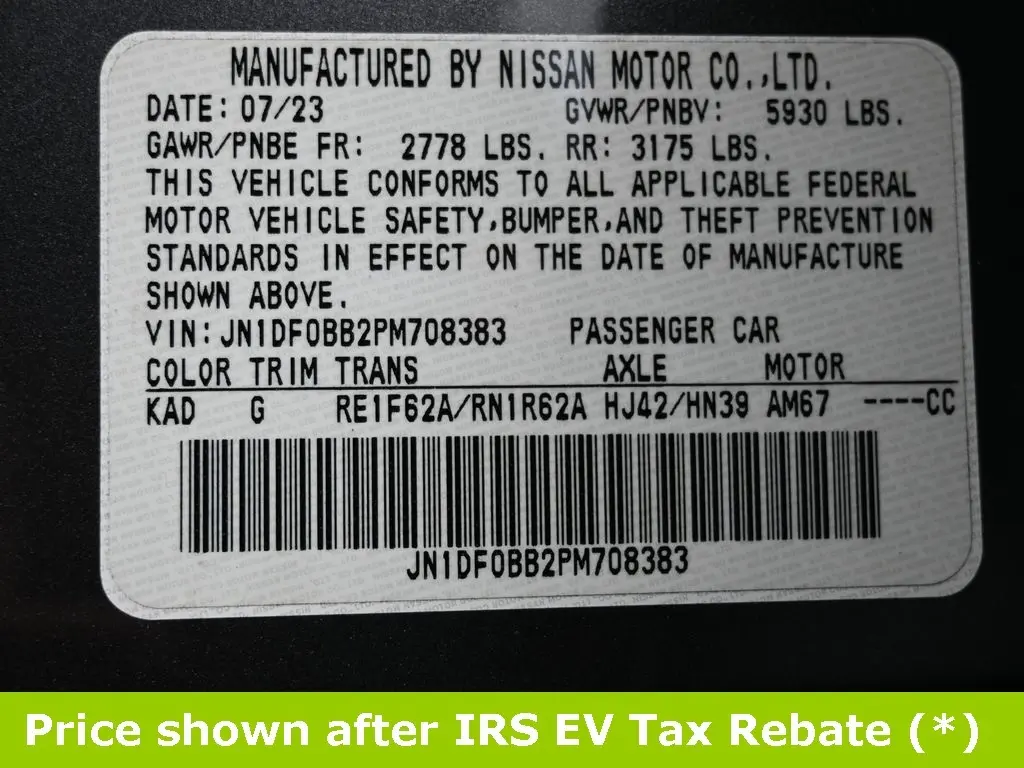 MANUFACTURED BY NISSAN MOTOR CO.,LTD.
DATE: 07/23 GVWR/PNBV: 5930 LBS.
GAWR/PNBE FR: 2778 LBS. RR: 3175 LBS.
THIS VEHICLE CONFORMS TO ALL APPLICABLE FEDERAL
MOTOR VEHICLE SAFETY,BUMPER,AND THEFT PREVENTION
STANDARDS IN EFFECT ON THE DATE OF MANUFACTURE
SHOWN ABOVE.
VIN:JN1DF0BB2PM708383 PASSENGER CAR
COLOR TRIM TRANS AXLE MOTOR
KAD G RE1F62A/RN1R62A HJ42/HN39 AM67 ----CC
JN1DF0BB2PM708383
Price shown after IRS EV Tax Rebate (*)